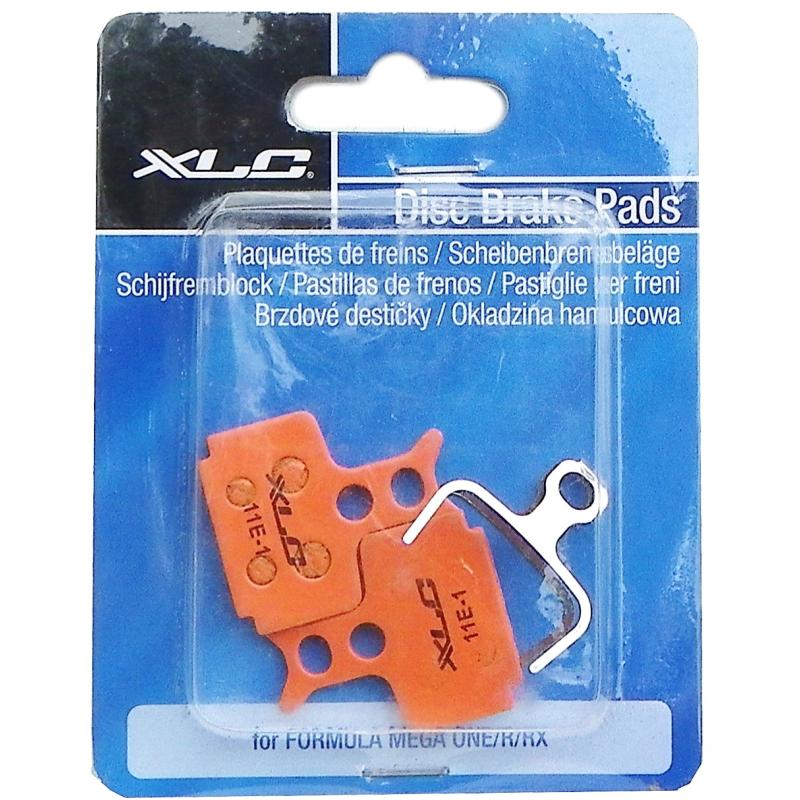 XLC®
Disc Brake Pads
Plaquettes de freins / Scheibenbremsbeläge
Schijfremblock / Pastillas de frenos / Pastiglie per freni
Brzdové destičky / Okladzina hamulcowa
XLC
11E-1
XLC
11E-1
for FORMULA MEGA ONE/R/RX